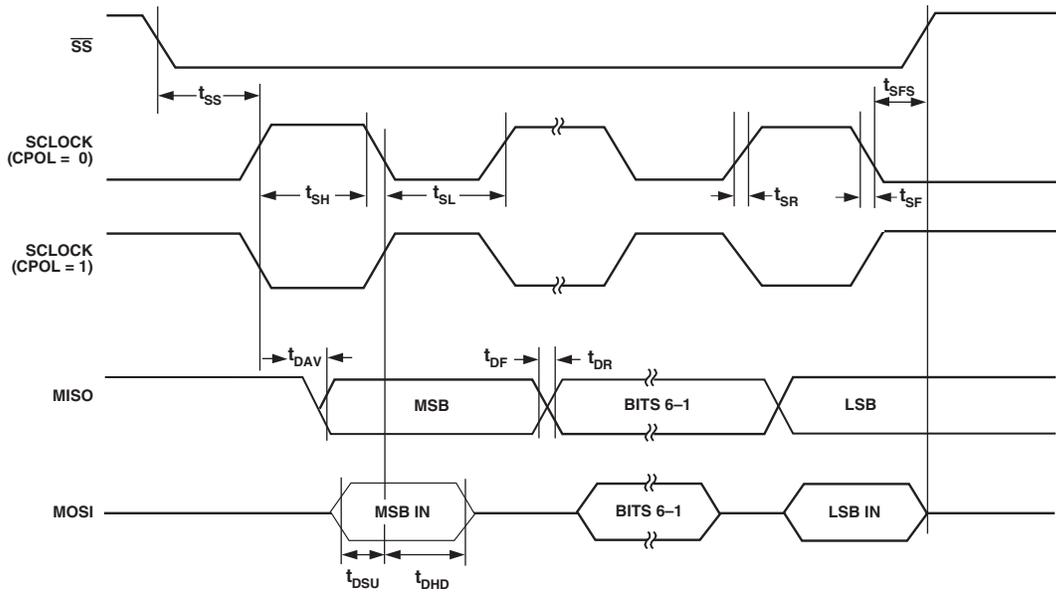 SS
tSS
tSFS
SCLOCK
(CPOL = 0)
tSH
tSL
tSR
tSF
SCLOCK
(CPOL = 1)
tDAV
tDF
tDR
MISO
MSB
BITS 6–1
LSB
MOSI
MSB IN
BITS 6–1
LSB IN
tDSU
tDHD